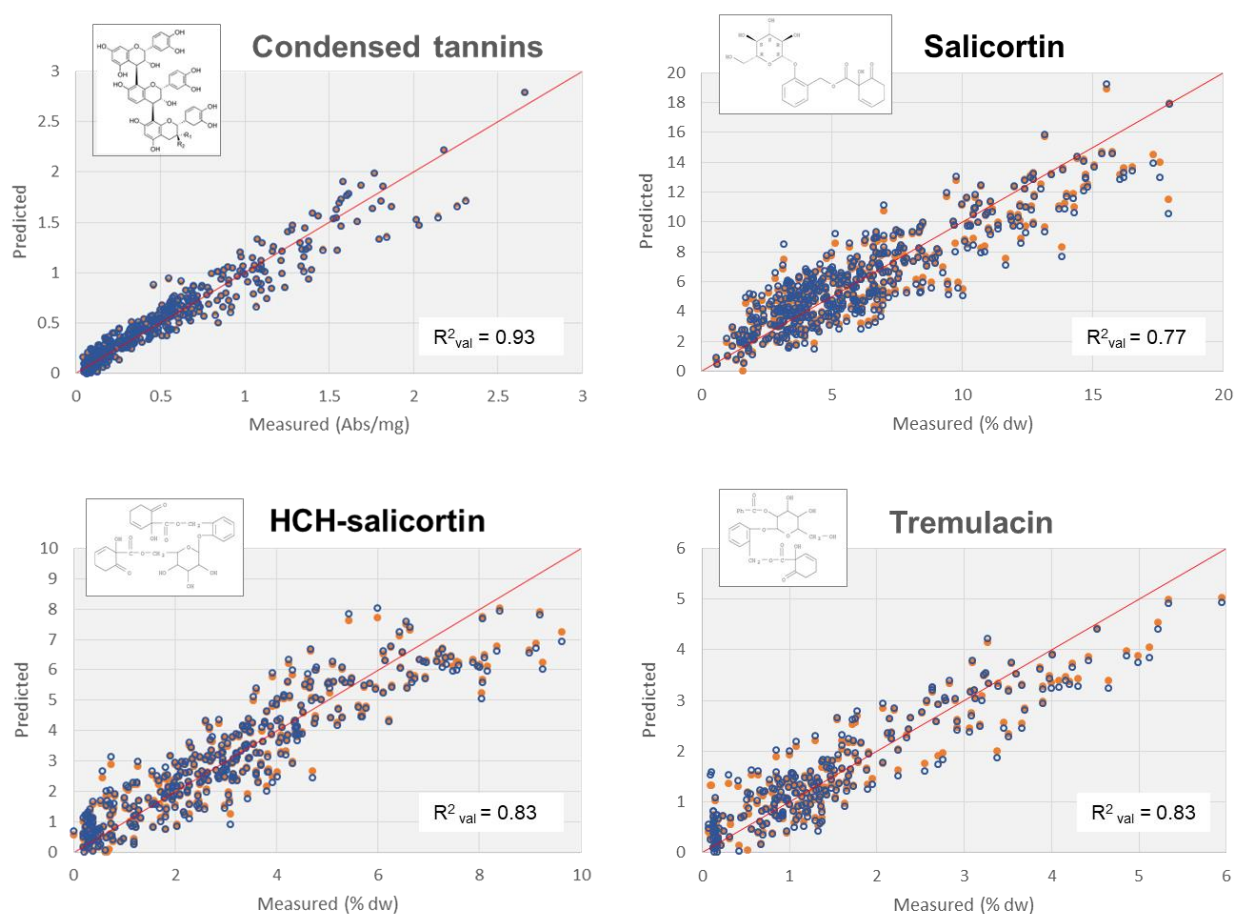 Condensed tannins
3
2.5
2
1.5
1
0.5
0
Predicted
0 0.5 1 1.5 2 2.5 3
Measured (Abs/mg)
R²val = 0.93
Salicortin
20
18
16
14
12
10
8
6
4
2
0
Predicted
0 5 10 15 20
Measured (% dw)
R²val = 0.77
HCH-salicortin
10
9
8
7
6
5
4
3
2
1
0
Predicted
0 2 4 6 8 10
Measured (% dw)
R² val = 0.83
Tremulacin
6
5
4
3
2
1
0
Predicted
0 1 2 3 4 5 6
Measured (% dw)
R² val = 0.83